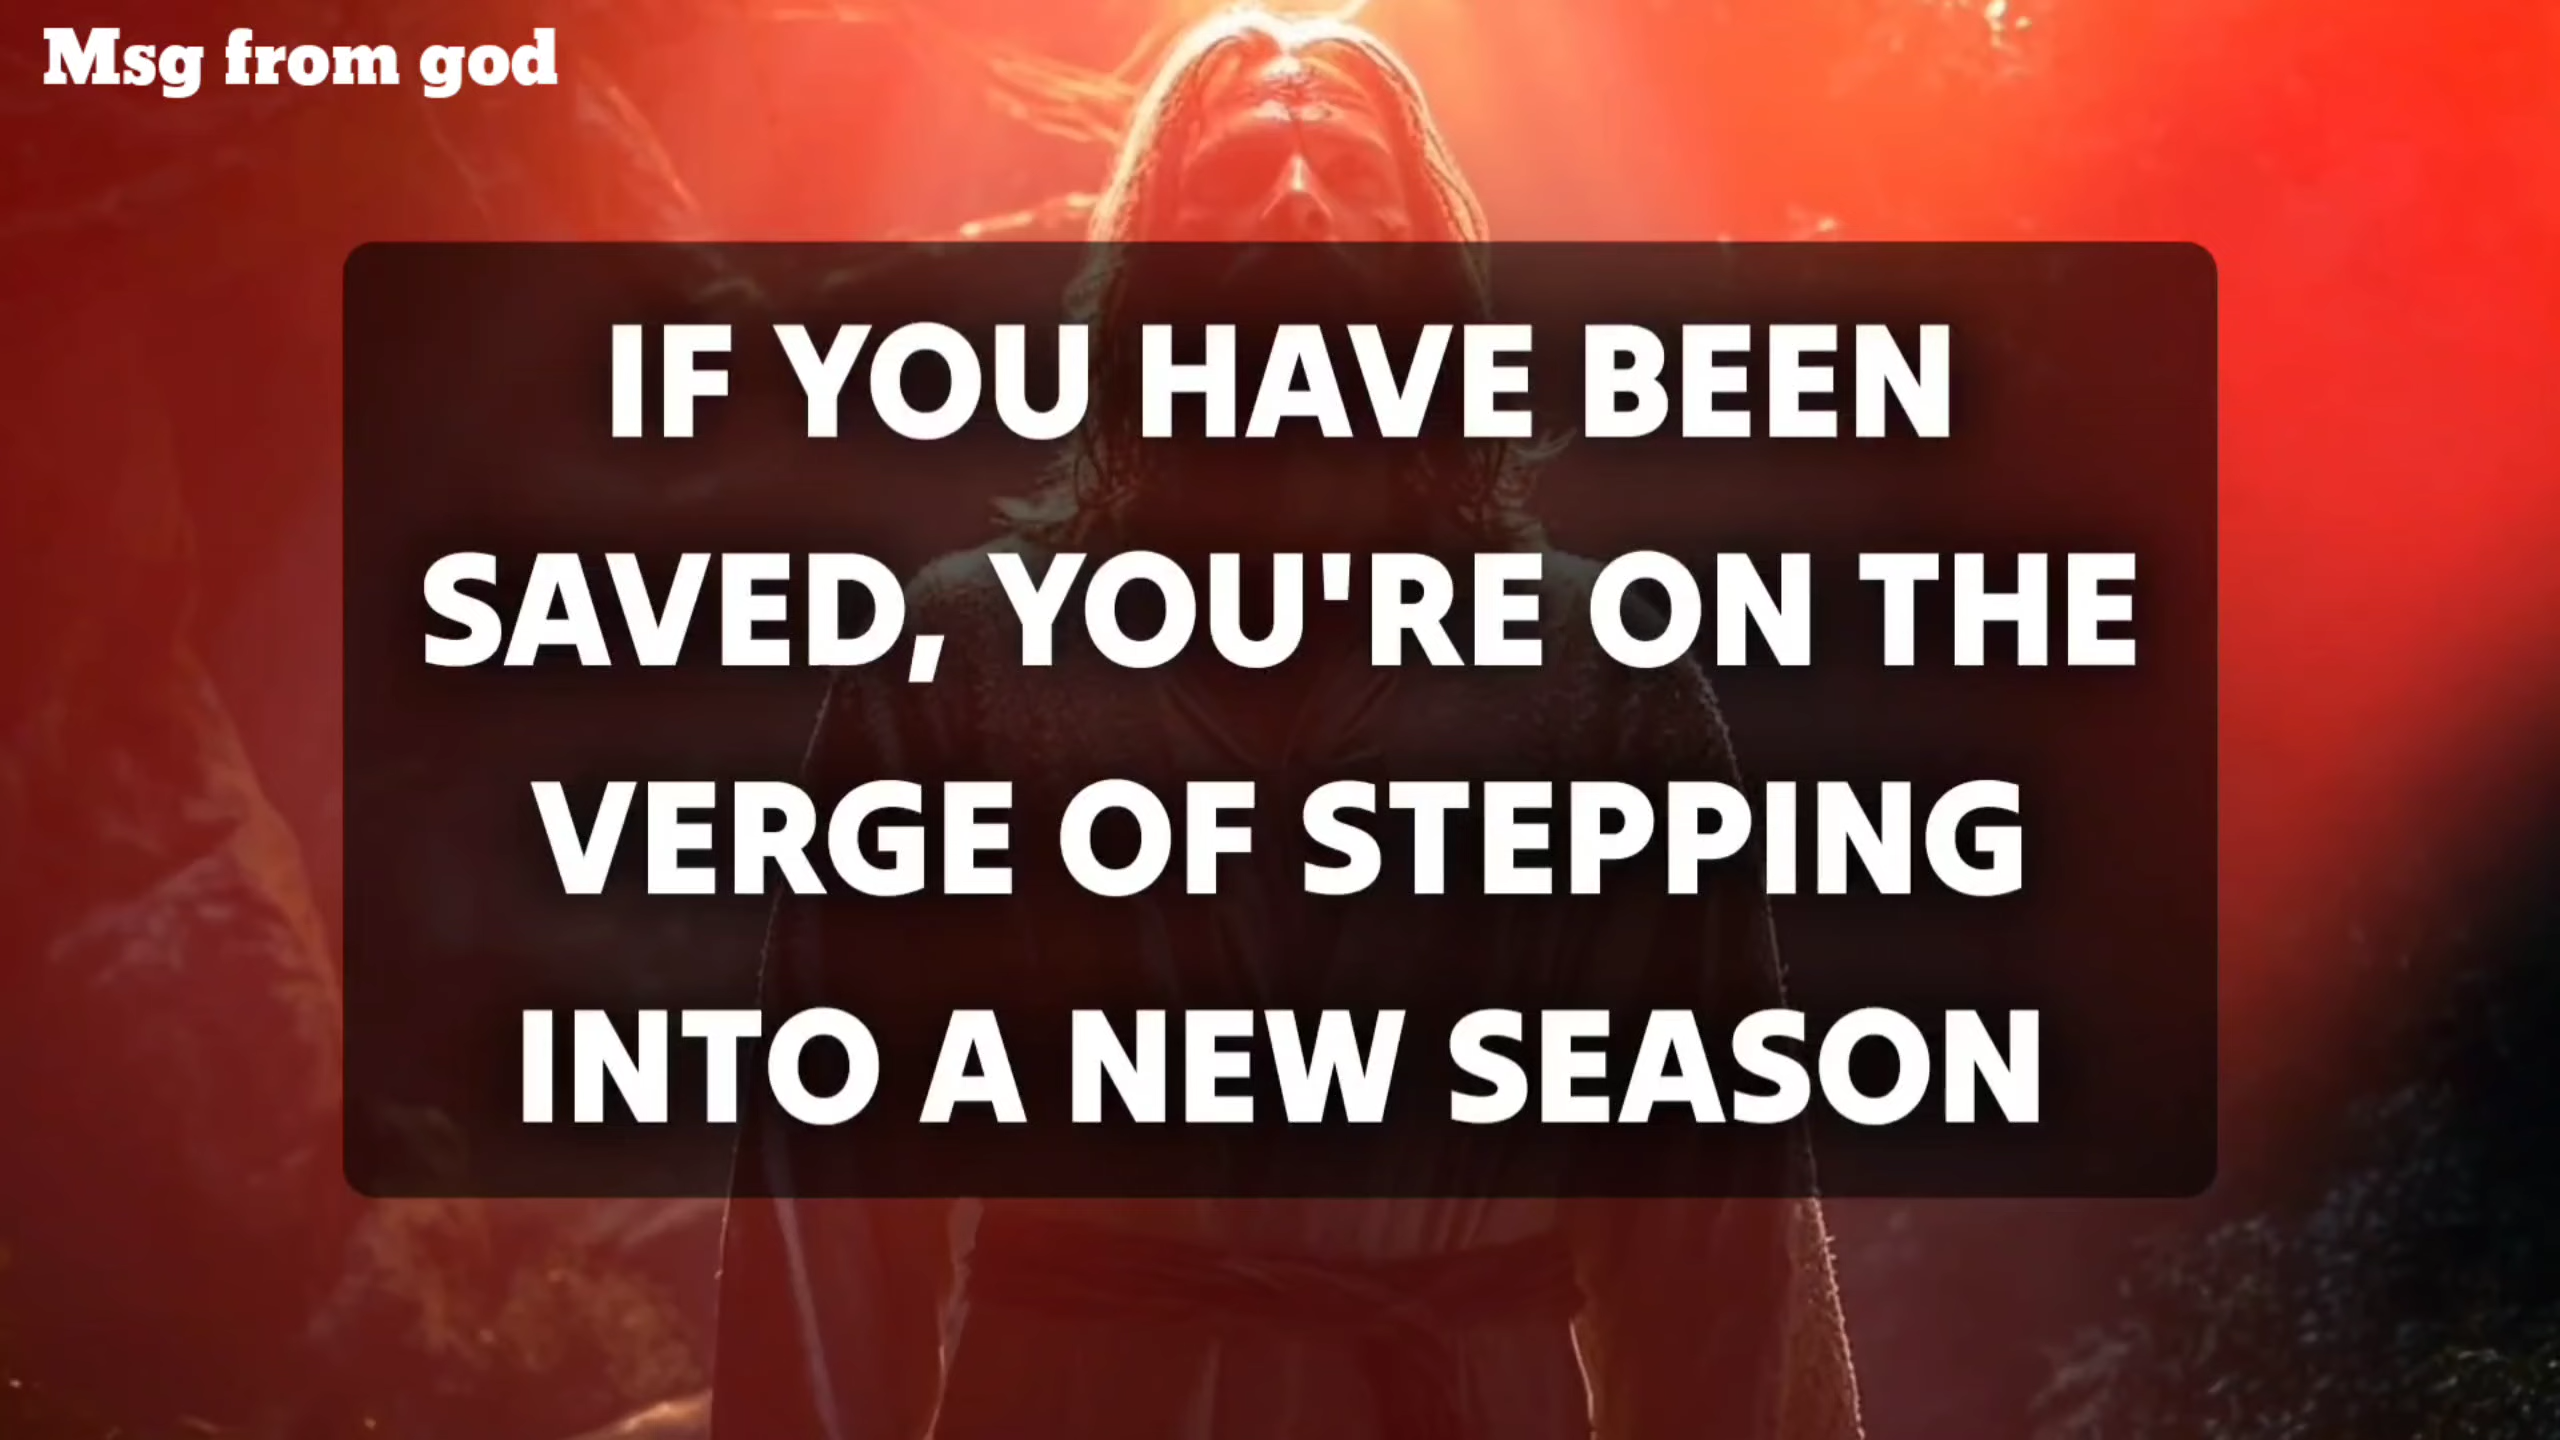 Msg from god
IF YOU HAVE BEEN
SAVED, YOU'RE ON THE
VERGE OF STEPPING
INTO A NEW SEASON